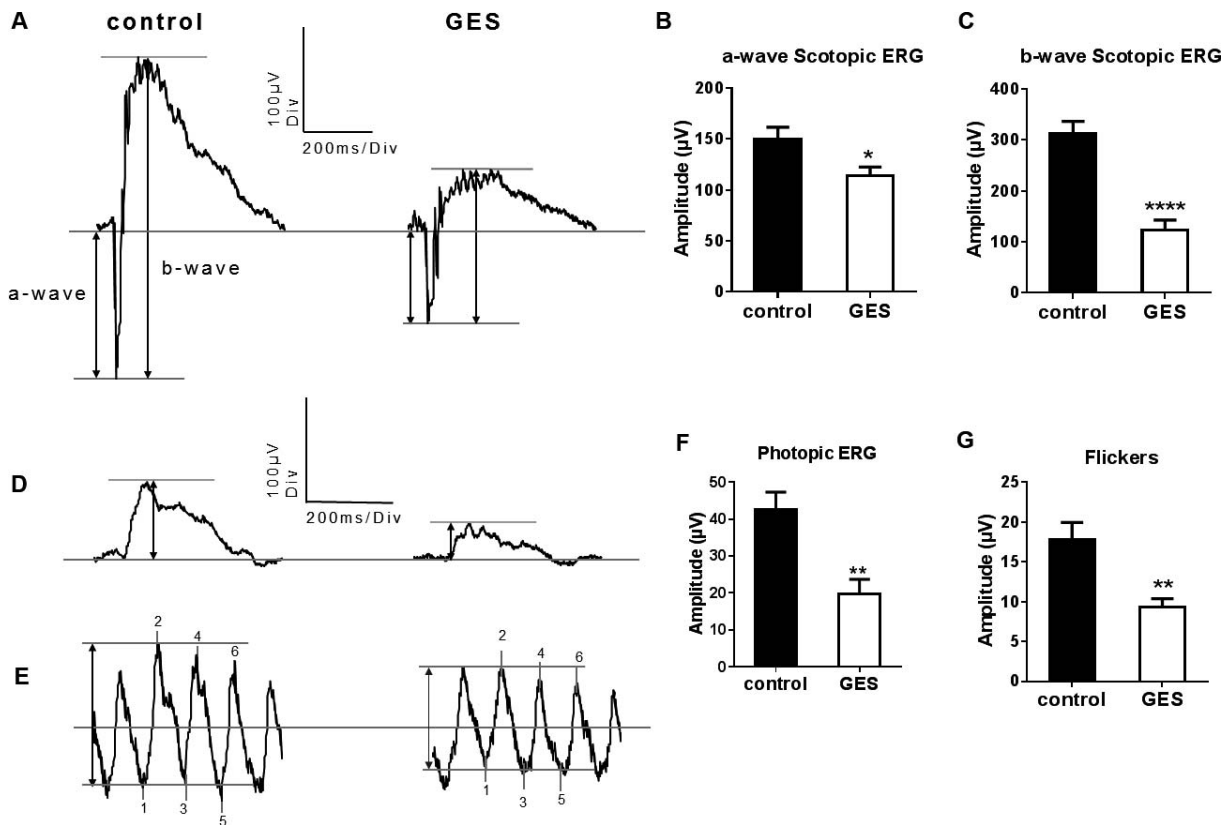 A
control
GES
100µV
Div
200ms/Div
a-wave
b-wave
B
a-wave Scotopic ERG
Amplitude (µV)
200
150
100
50
0
*
control GES
C
b-wave Scotopic ERG
Amplitude (µV)
400
300
200
100
0
****
control GES
D
100µV
Div
200ms/Div
E
2
4
6
1
3
5
2
4
6
1
3
5
F
Photopic ERG
Amplitude (µV)
50
40
30
20
10
0
**
control GES
G
Flickers
Amplitude (µV)
25
20
15
10
5
0
**
control GES